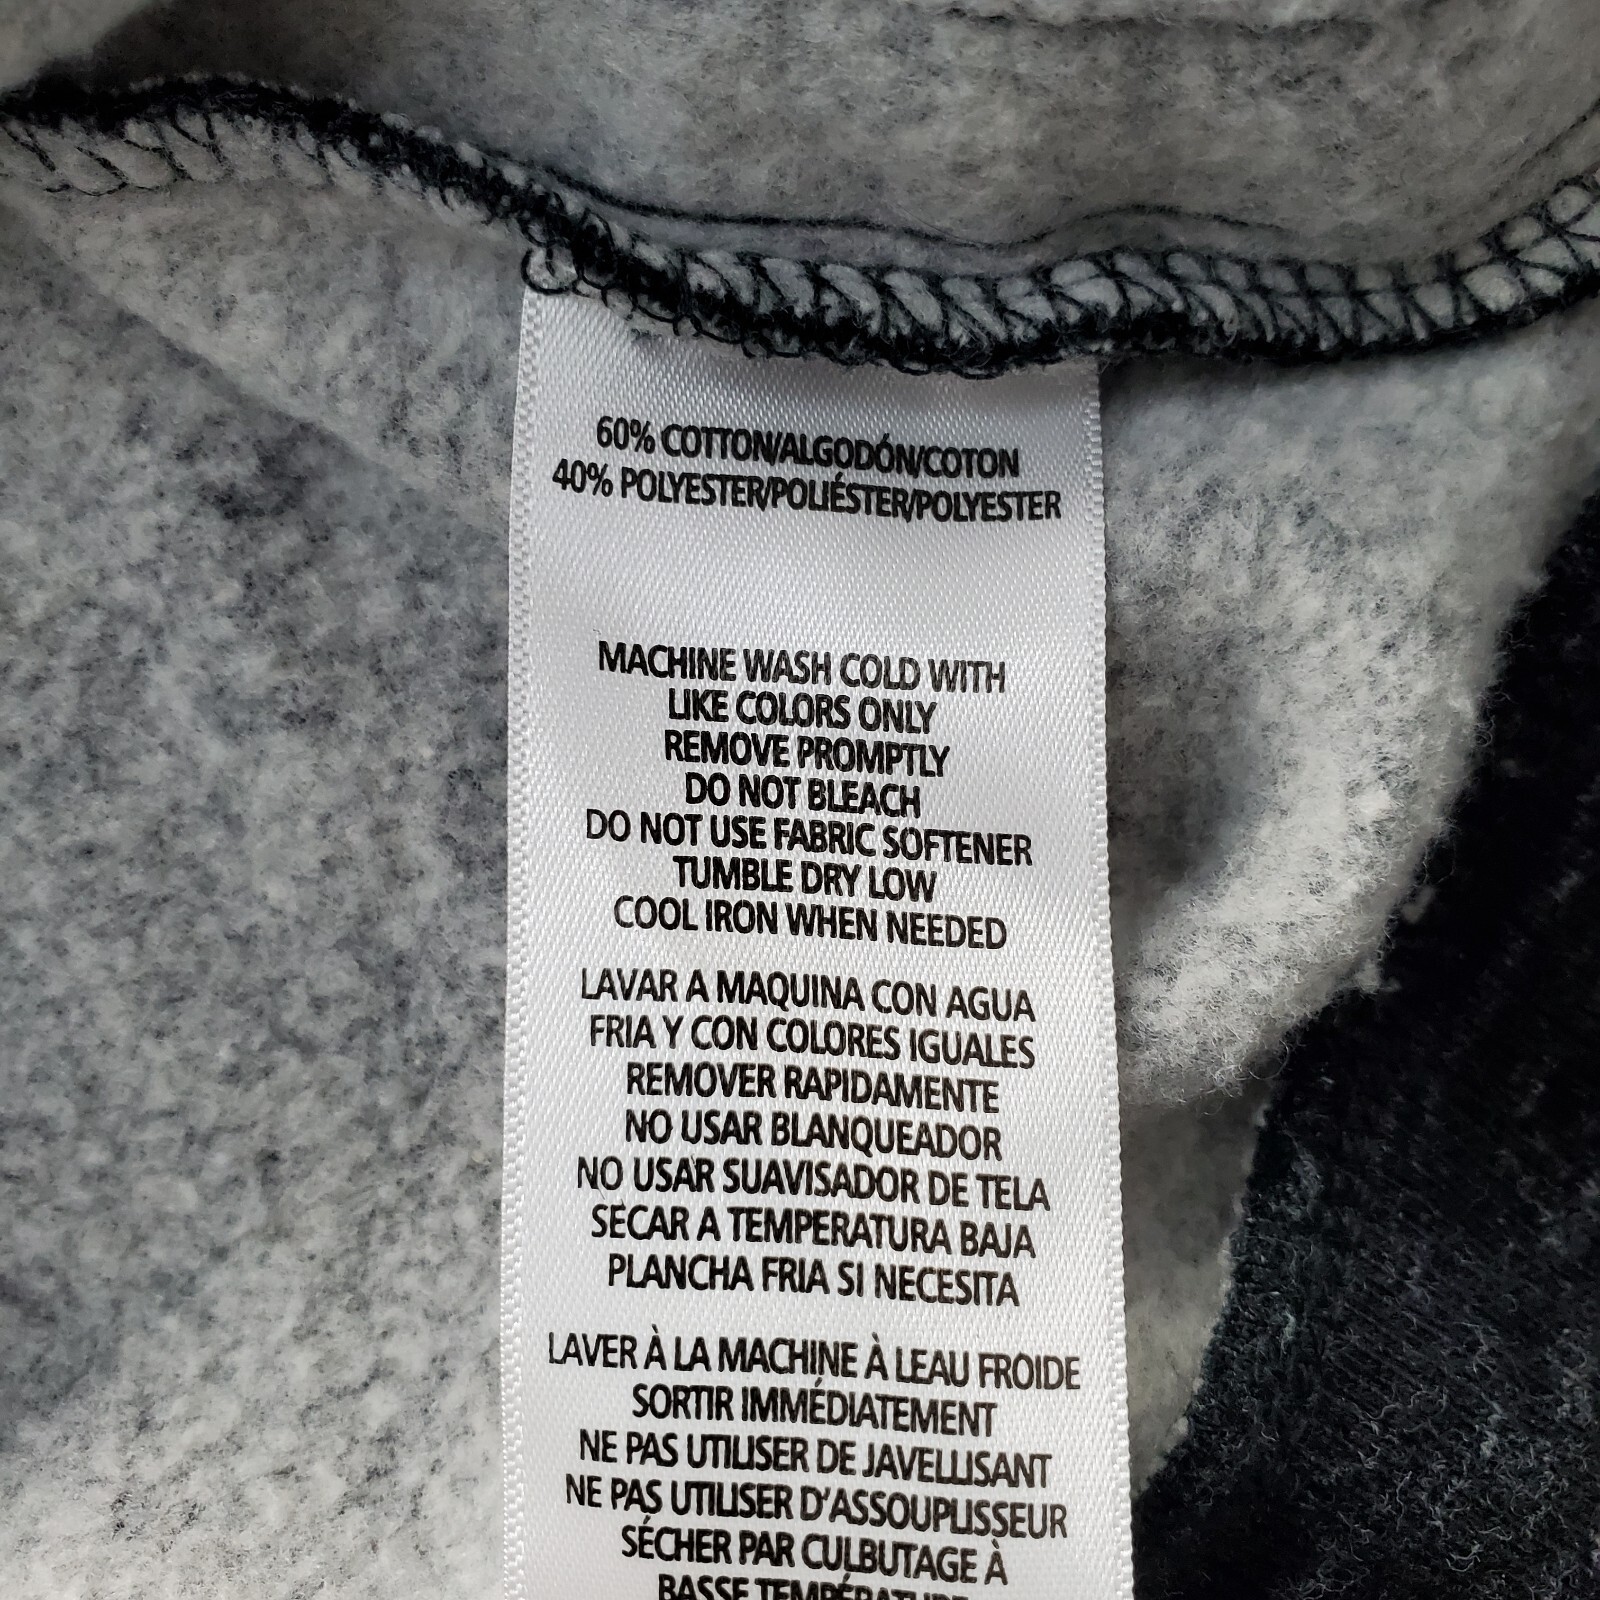 60% COTTON/ALGODÓN/COTON
40% POLYESTER/POLIÉSTER/POLYESTER
MACHINE WASH COLD WITH
LIKE COLORS ONLY
REMOVE PROMPTLY
DO NOT BLEACH
DO NOT USE FABRIC SOFTENER
TUMBLE DRY LOW
COOL IRON WHEN NEEDED
LAVAR A MAQUINA CON AGUA
FRIA Y CON COLORES IGUALES
REMOVER RAPIDAMENTE
NO USAR BLANQUEADOR
NO USAR SUAVISADOR DE TELA
SECAR A TEMPERATURA BAJA
PLANCHA FRIA SI NECESITA
LAVER À LA MACHINE À LEAU FROIDE
SORTIR IMMÉDIATEMENT
NE PAS UTILISER DE JAVELLISANT
NE PAS UTILISER D'ASSOUPLISSEUR
SÉCHER PAR CULBUTAGE À
BASSE TEMPÉRATURE